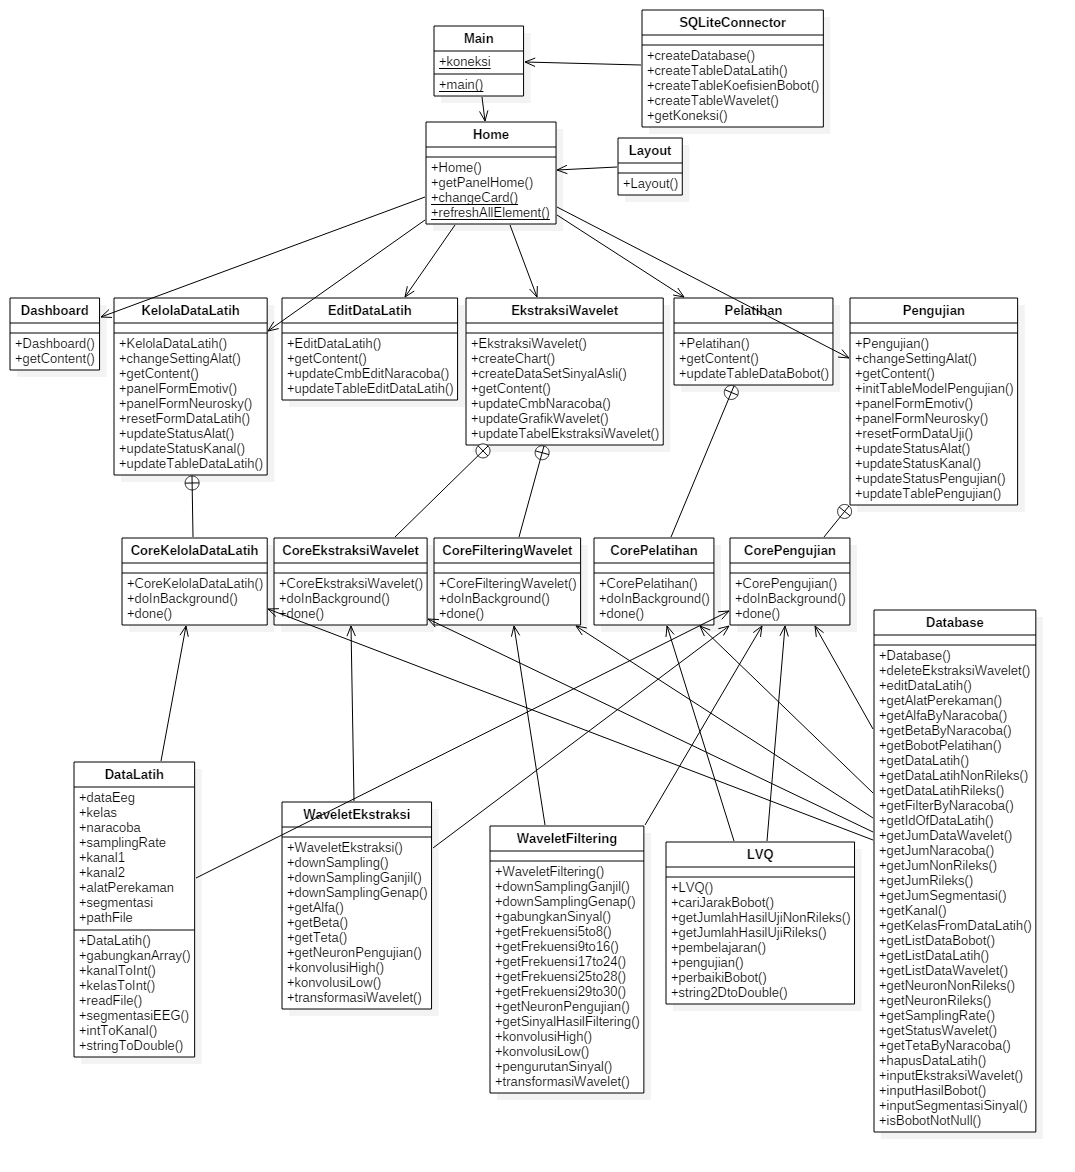 Main
+koneksi
+main()
SQLiteConnector
+createDatabase()
+createTableDataLatih()
+createTableKoefisienBobot()
+createTableWavelet()
+getKoneksi()
Home
+Home()
+getPanelHome()
+changeCard()
+refreshAllElement()
Layout
+Layout()
Dashboard
+Dashboard()
+getContent()
KelolaDataLatih
+KelolaDataLatih()
+changeSettingAlat()
+getContent()
+panelFormEmotiv()
+panelFormNeurosky()
+resetFormDataLatih()
+updateStatusAlat()
+updateStatusKanal()
+updateTableDataLatih()
EditDataLatih
+EditDataLatih()
+getContent()
+updateCmbEditNaracoba()
+updateTableEditDataLatih()
EkstraksiWavelet
+EkstraksiWavelet()
+createChart()
+createDataSetSinyalAsli()
+getContent()
+updateCmbNaracoba()
+updateGrafikWavelet()
+updateTabelEkstraksiWavelet()
Pelatihan
+Pelatihan()
+getContent()
+updateTableDataBobot()
Pengujian
+Pengujian()
+changeSettingAlat()
+getContent()
+initTableModelPengujian()
+panelFormEmotiv()
+panelFormNeurosky()
+resetFormDataUji()
+updateStatusAlat()
+updateStatusKanal()
+updateStatusPengujian()
+updateTablePengujian()
CoreKelolaDataLatih
+CoreKelolaDataLatih()
+doInBackground()
+done()
CoreEkstraksiWavelet
+CoreEkstraksiWavelet()
+doInBackground()
+done()
CoreFilteringWavelet
+CoreFilteringWavelet()
+doInBackground()
+done()
CorePelatihan
+CorePelatihan()
+doInBackground()
+done()
CorePengujian
+CorePengujian()
+doInBackground()
+done()
Database
+Database()
+deleteEkstraksiWavelet()
+editDataLatih()
+getAlatPerekaman()
+getAlfaByNaracoba()
+getBetaByNaracoba()
+getBobotPelatihan()
+getDataLatih()
+getDataLatihNonRileks()
+getDataLatihRileks()
+getFilterByNaracoba()
+getIdOfDataLatih()
+getJumDataWavelet()
+getJumNaracoba()
+getJumNonRileks()
+getJumRileks()
+getJumSegmentasi()
+getKanal()
+getKelasFromDataLatih()
+getListDataBobot()
+getListDataLatih()
+getListDataWavelet()
+getNeuronNonRileks()
+getNeuronRileks()
+getSamplingRate()
+getStatusWavelet()
+getTetaByNaracoba()
+hapusDataLatih()
+inputEkstraksiWavelet()
+inputHasilBobot()
+inputSegmentasiSinyal()
+isBobotNotNull()
DataLatih
+dataEeg
+kelas
+naracoba
+samplingRate
+kanal1
+kanal2
+alatPerekaman
+segmentasi
+pathFile
+DataLatih()
+gabungkanArray()
+kanalToInt()
+kelasToInt()
+readFile()
+segmentasiEEG()
+intToKanal()
+stringToDouble()
WaveletEkstraksi
+WaveletEkstraksi()
+downSampling()
+downSamplingGanjil()
+downSamplingGenap()
+getAlfa()
+getBeta()
+getTeta()
+getNeuronPengujian()
+konvolusiHigh()
+konvolusiLow()
+transformasiWavelet()
WaveletFiltering
+WaveletFiltering()
+downSamplingGanjil()
+downSamplingGenap()
+gabungkanSinyal()
+getFrekuensi5to8()
+getFrekuensi9to16()
+getFrekuensi17to24()
+getFrekuensi25to28()
+getFrekuensi29to30()
+getNeuronPengujian()
+getSinyalHasilFiltering()
+konvolusiHigh()
+konvolusiLow()
+pengurutanSinyal()
+transformasiWavelet()
LVQ
+LVQ()
+cariJarakBobot()
+getJumlahHasilUjiNonRileks()
+getJumlahHasilUjiRileks()
+pembelajaran()
+pengujian()
+perbaikiBobot()
+string2DtoDouble()